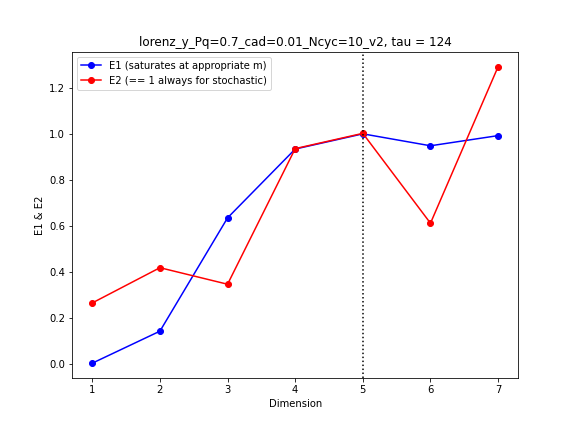 lorenz_y_Pq=0.7_cad=0.01_Ncyc=10_v2, tau = 124
E1 (saturates at appropriate m)
E2 (== 1 always for stochastic)
E1 & E2
1.2
1.0
0.8
0.6
0.4
0.2
0.0
1 2 3 4 5 6 7
Dimension